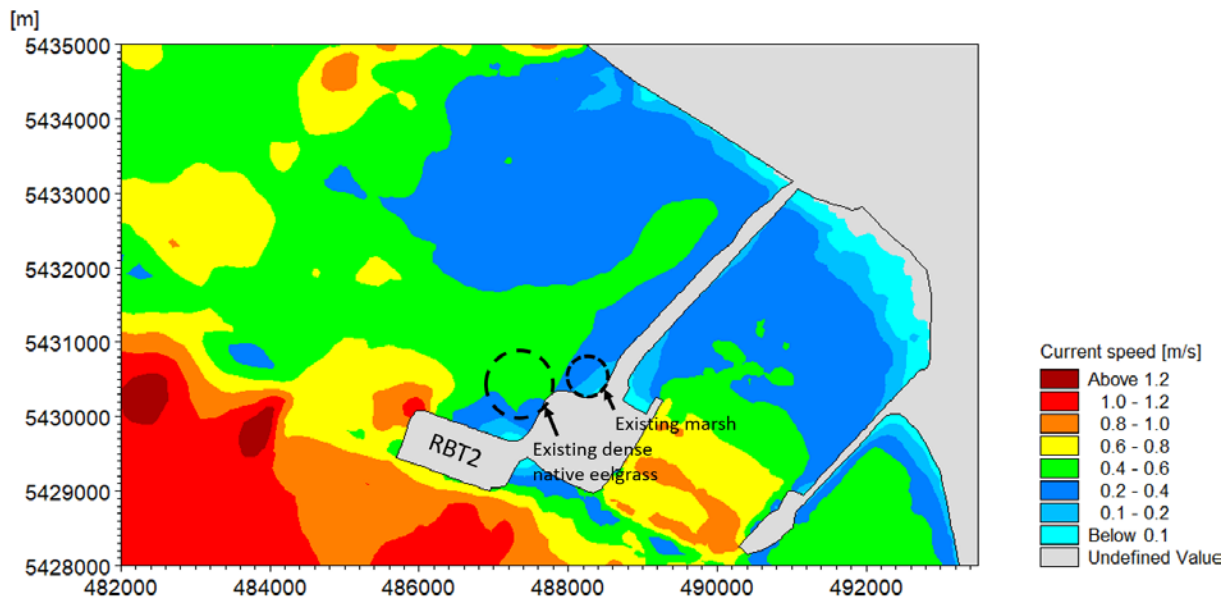 [m]
5435000
5434000
5433000
5432000
5431000
5430000
5429000
5428000
482000
484000
486000
488000
490000
492000
RBT2
Existing marsh
Existing dense
native eelgrass
Current speed [m/s]
Above 1.2
1.0 - 1.2
0.8 - 1.0
0.6 - 0.8
0.4 - 0.6
0.2 - 0.4
0.1 - 0.2
Below 0.1
Undefined Value